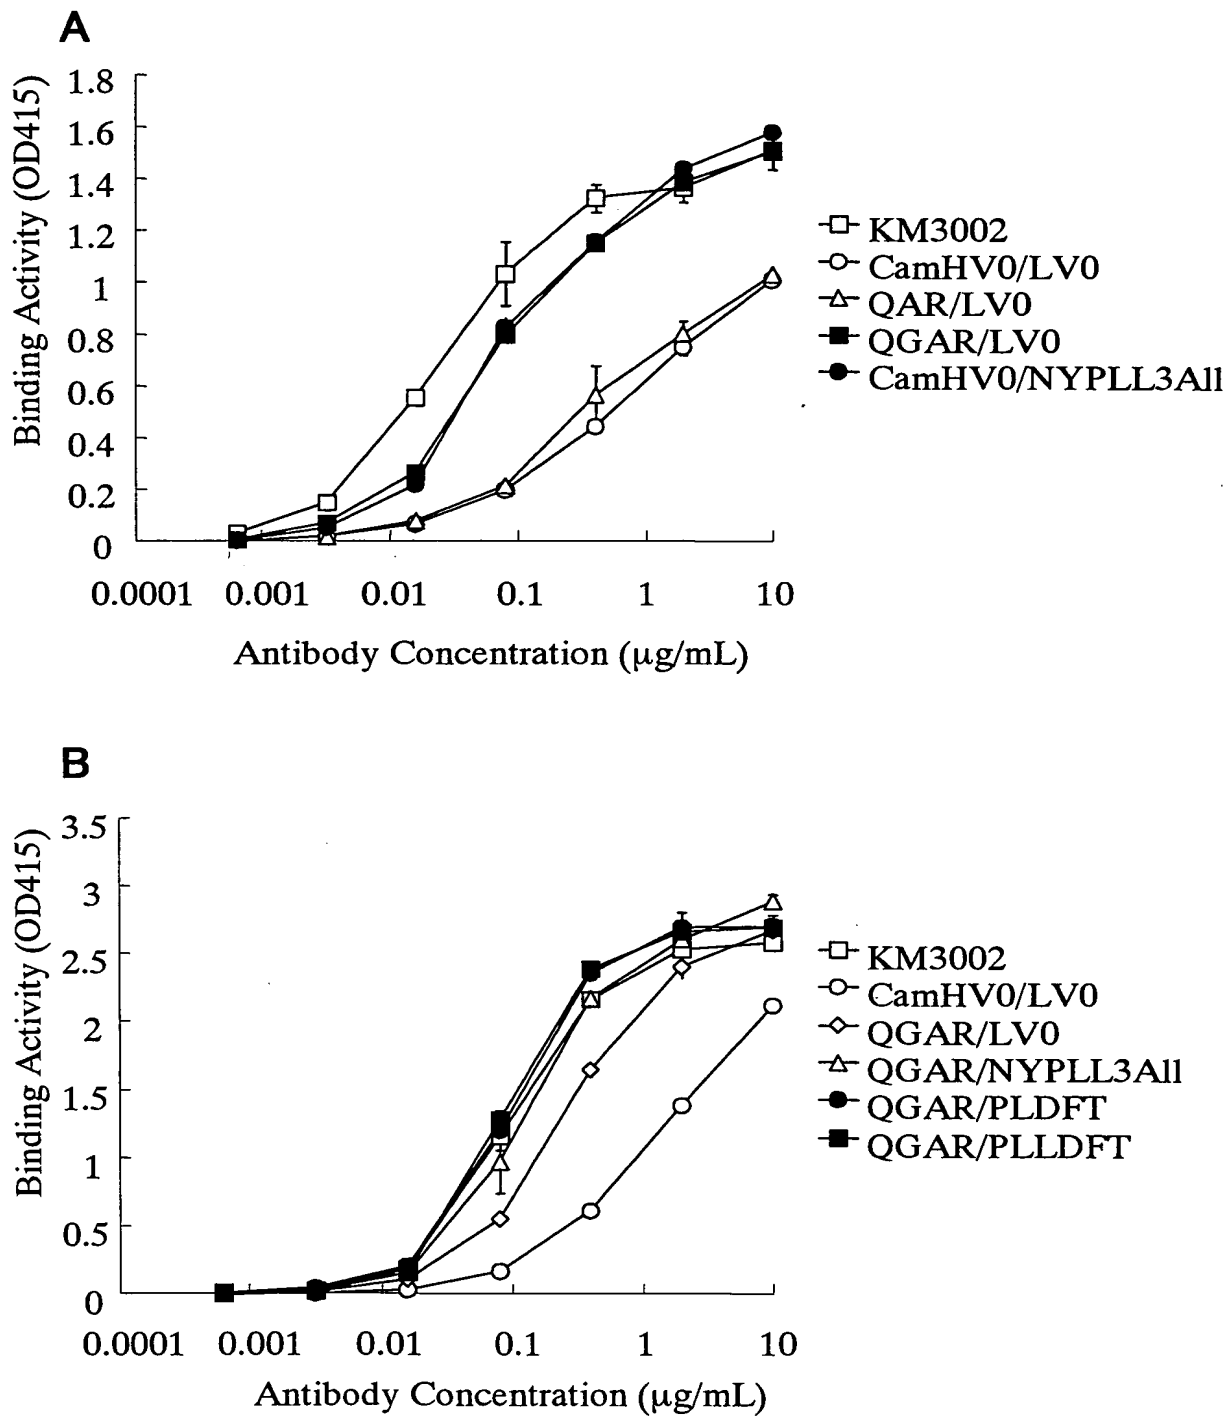 A
1.8
1.6
1.4
1.2
1
0.8
0.6
0.4
0.2
0
Binding Activity (OD415)
0.0001 0.001 0.01 0.1 1 10
Antibody Concentration (µg/mL)
KM3002
CamHV0/LV0
QAR/LV0
QGAR/LV0
CamHV0/NYPLL3All
B
3.5
3
2.5
2
1.5
1
0.5
0
Binding Activity (OD415)
0.0001 0.001 0.01 0.1 1 10
Antibody Concentration (µg/mL)
KM3002
CamHV0/LV0
QGAR/LV0
QGAR/NYPLL3All
QGAR/PLDFT
QGAR/PLLDFT